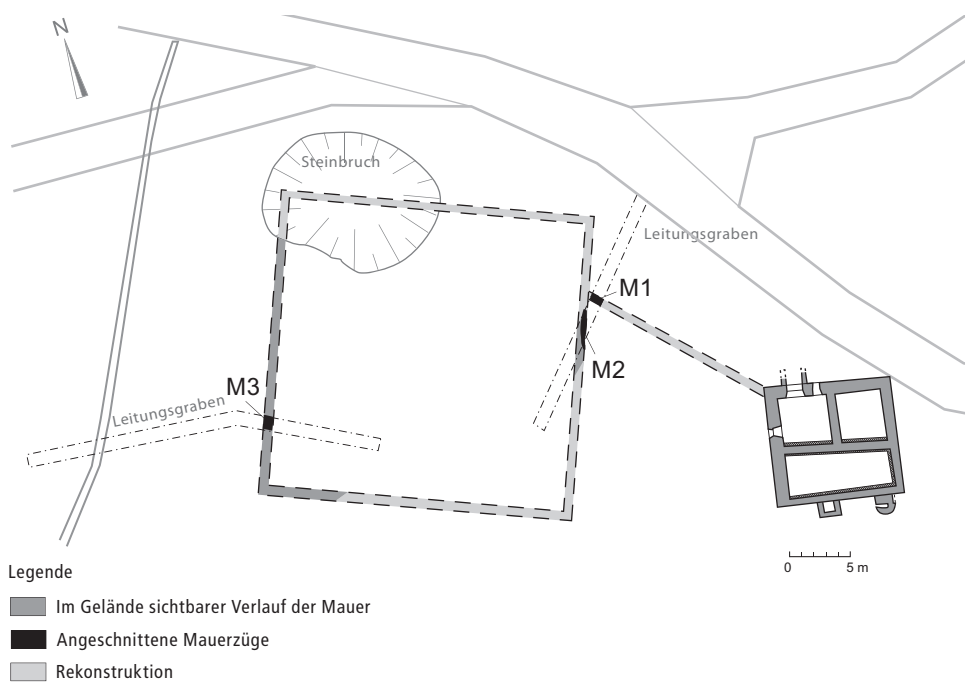 N
Steinbruch
Leitungsgraben
M1
M2
M3
Leitungsgraben
0 5 m
Legende
Im Gelände sichtbarer Verlauf der Mauer
Angeschnittene Mauerzüge
Rekonstruktion